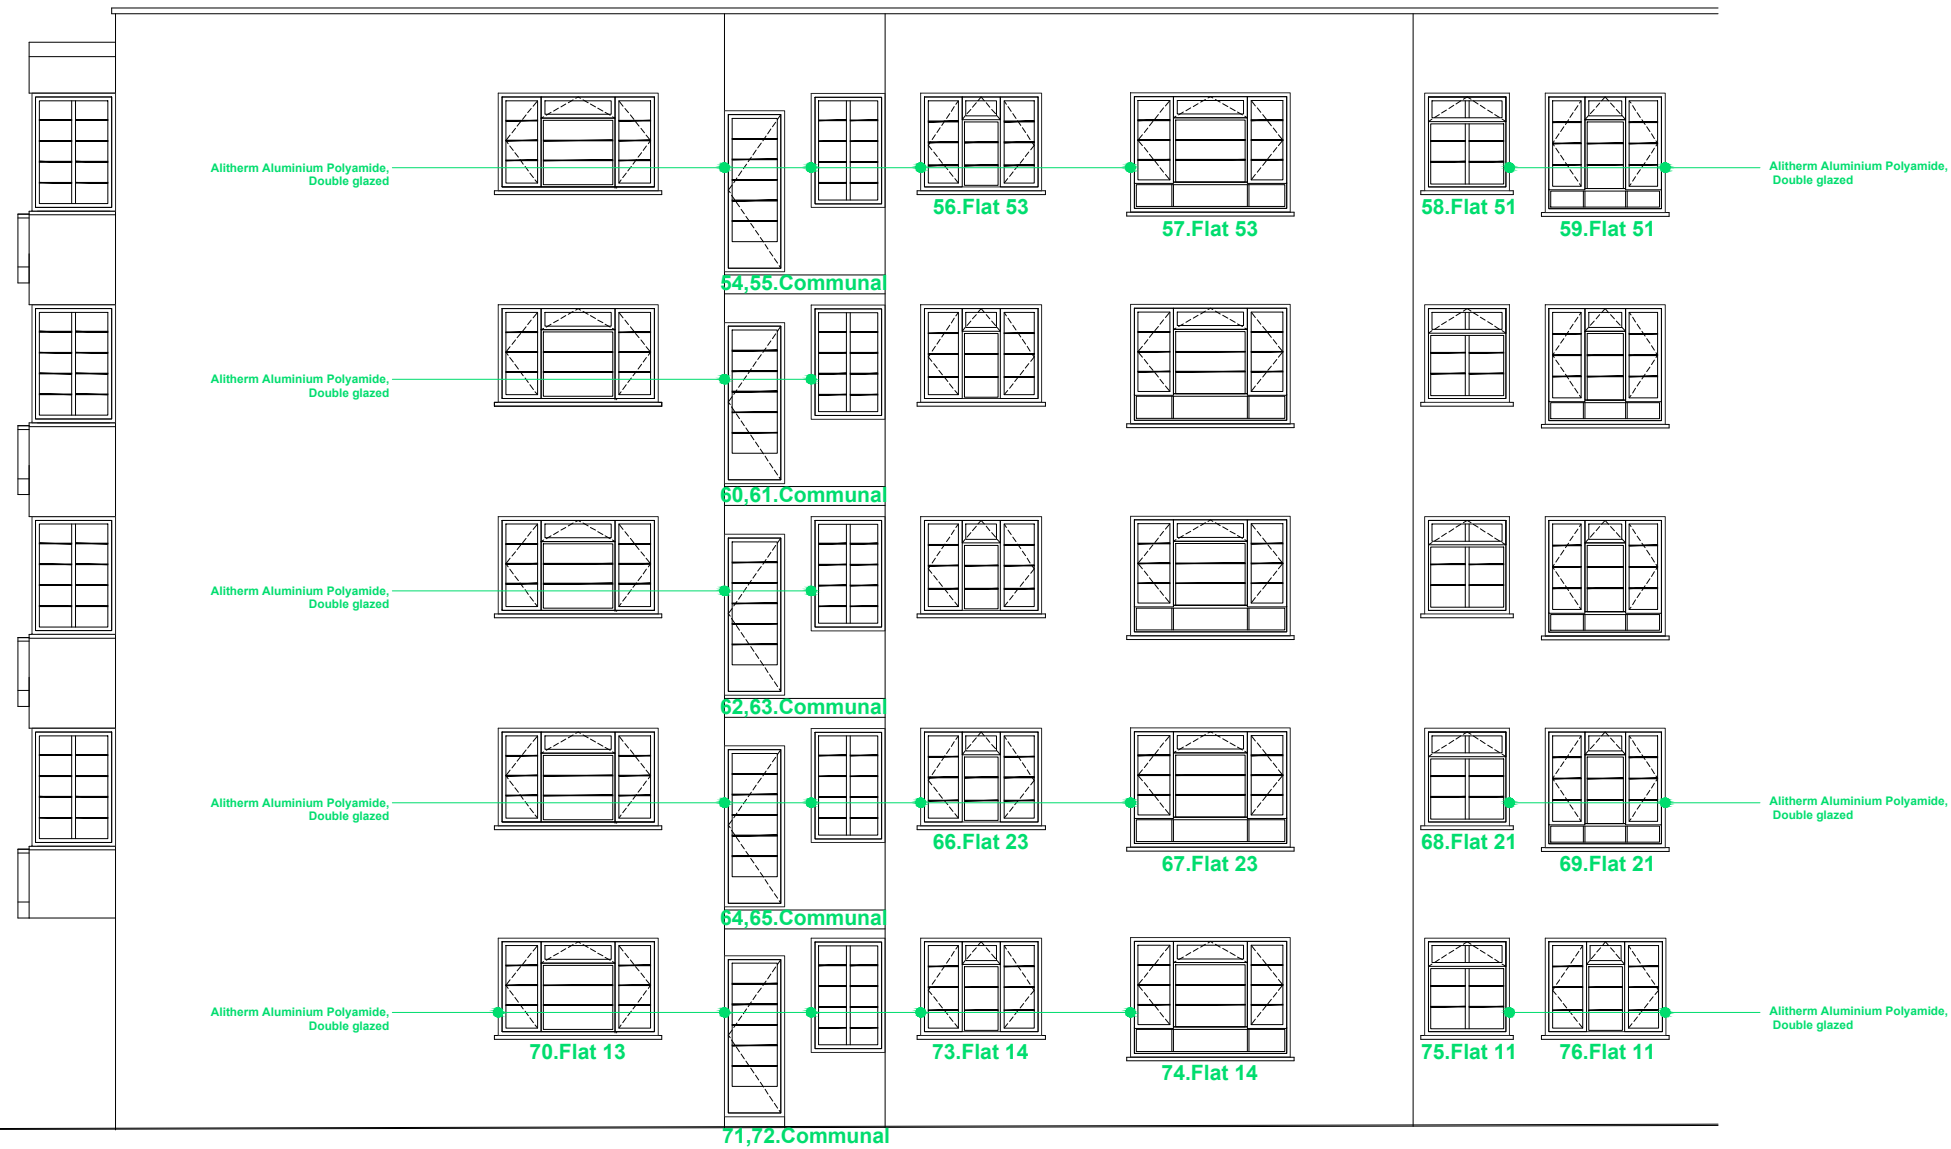 Alitherm Aluminium Polyamide,
Double glazed
Alitherm Aluminium Polyamide,
Double glazed
56.Flat 53
57.Flat 53
58.Flat 51
59.Flat 51
54,55.Communal
Alitherm Aluminium Polyamide,
Double glazed
60,61.Communal
Alitherm Aluminium Polyamide,
Double glazed
62,63.Communal
Alitherm Aluminium Polyamide,
Double glazed
Alitherm Aluminium Polyamide,
Double glazed
66.Flat 23
67.Flat 23
68.Flat 21
69.Flat 21
64,65.Communal
Alitherm Aluminium Polyamide,
Double glazed
Alitherm Aluminium Polyamide,
Double glazed
70.Flat 13
73.Flat 14
74.Flat 14
75.Flat 11
76.Flat 11
71,72.Communal